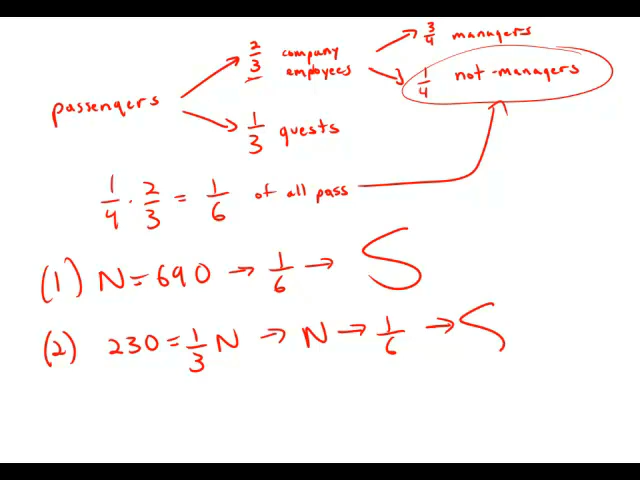 3/4 managers
2/3 company
employees
1/4 not-managers
passengers
1/3 guests
1/4 · 2/3 = 1/6 of all pass
(1) N=690 → 1/6 → S
(2) 230 = 1/3 N → N → 1/6 → S